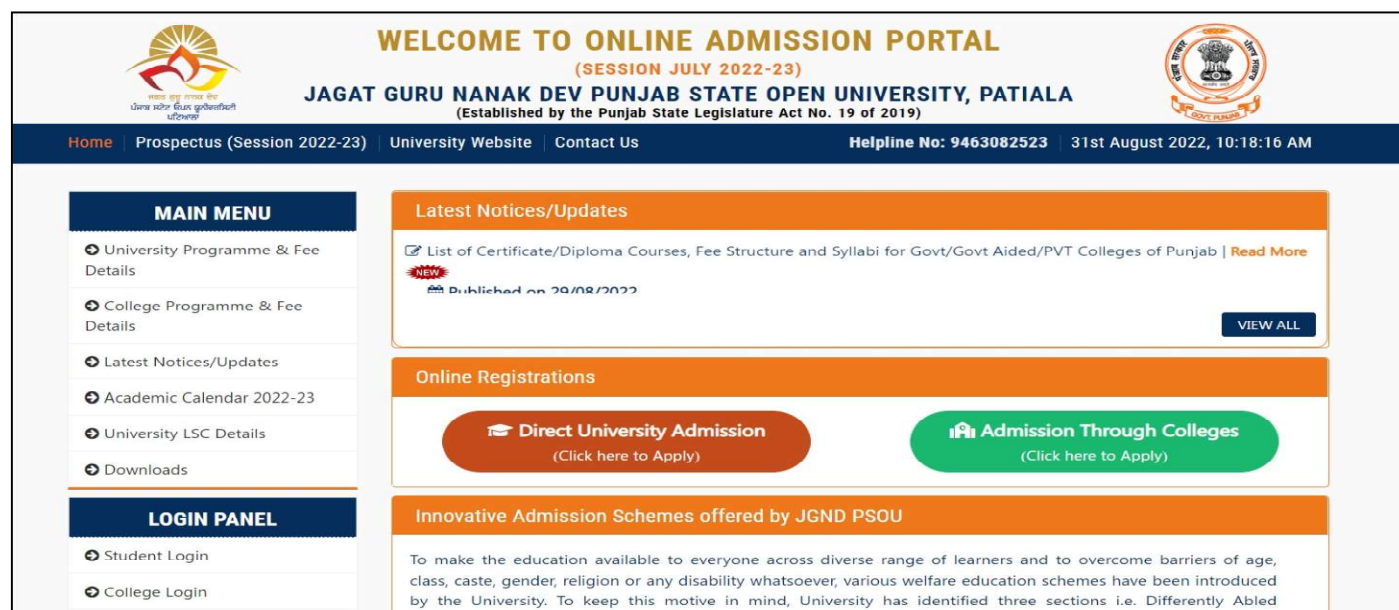 WELCOME TO ONLINE ADMISSION PORTAL
(SESSION JULY 2022-23)
JAGAT GURU NANAK DEV PUNJAB STATE OPEN UNIVERSITY, PATIALA
(Established by the Punjab State Legislature Act No. 19 of 2019)
ਜਗਤ ਗੁਰੂ ਨਾਨਕ ਦੇਵ
ਪੰਜਾਬ ਸਟੇਟ ਓਪਨ ਯੂਨੀਵਰਸਿਟੀ
ਪਟਿਆਲਾ
ਪੰਜਾਬ ਸਰਕਾਰ
GOVT. PUNJAB
Home | Prospectus (Session 2022-23) | University Website | Contact Us
Helpline No: 9463082523 | 31st August 2022, 10:18:16 AM
MAIN MENU
University Programme & Fee
Details
College Programme & Fee
Details
Latest Notices/Updates
Academic Calendar 2022-23
University LSC Details
Downloads
LOGIN PANEL
Student Login
College Login
Latest Notices/Updates
List of Certificate/Diploma Courses, Fee Structure and Syllabi for Govt/Govt Aided/PVT Colleges of Punjab | Read More
NEW
Published on 29/08/2022
VIEW ALL
Online Registrations
Direct University Admission
(Click here to Apply)
Admission Through Colleges
(Click here to Apply)
Innovative Admission Schemes offered by JGND PSOU
To make the education available to everyone across diverse range of learners and to overcome barriers of age,
class, caste, gender, religion or any disability whatsoever, various welfare education schemes have been introduced
by the University. To keep this motive in mind, University has identified three sections i.e. Differently Abled